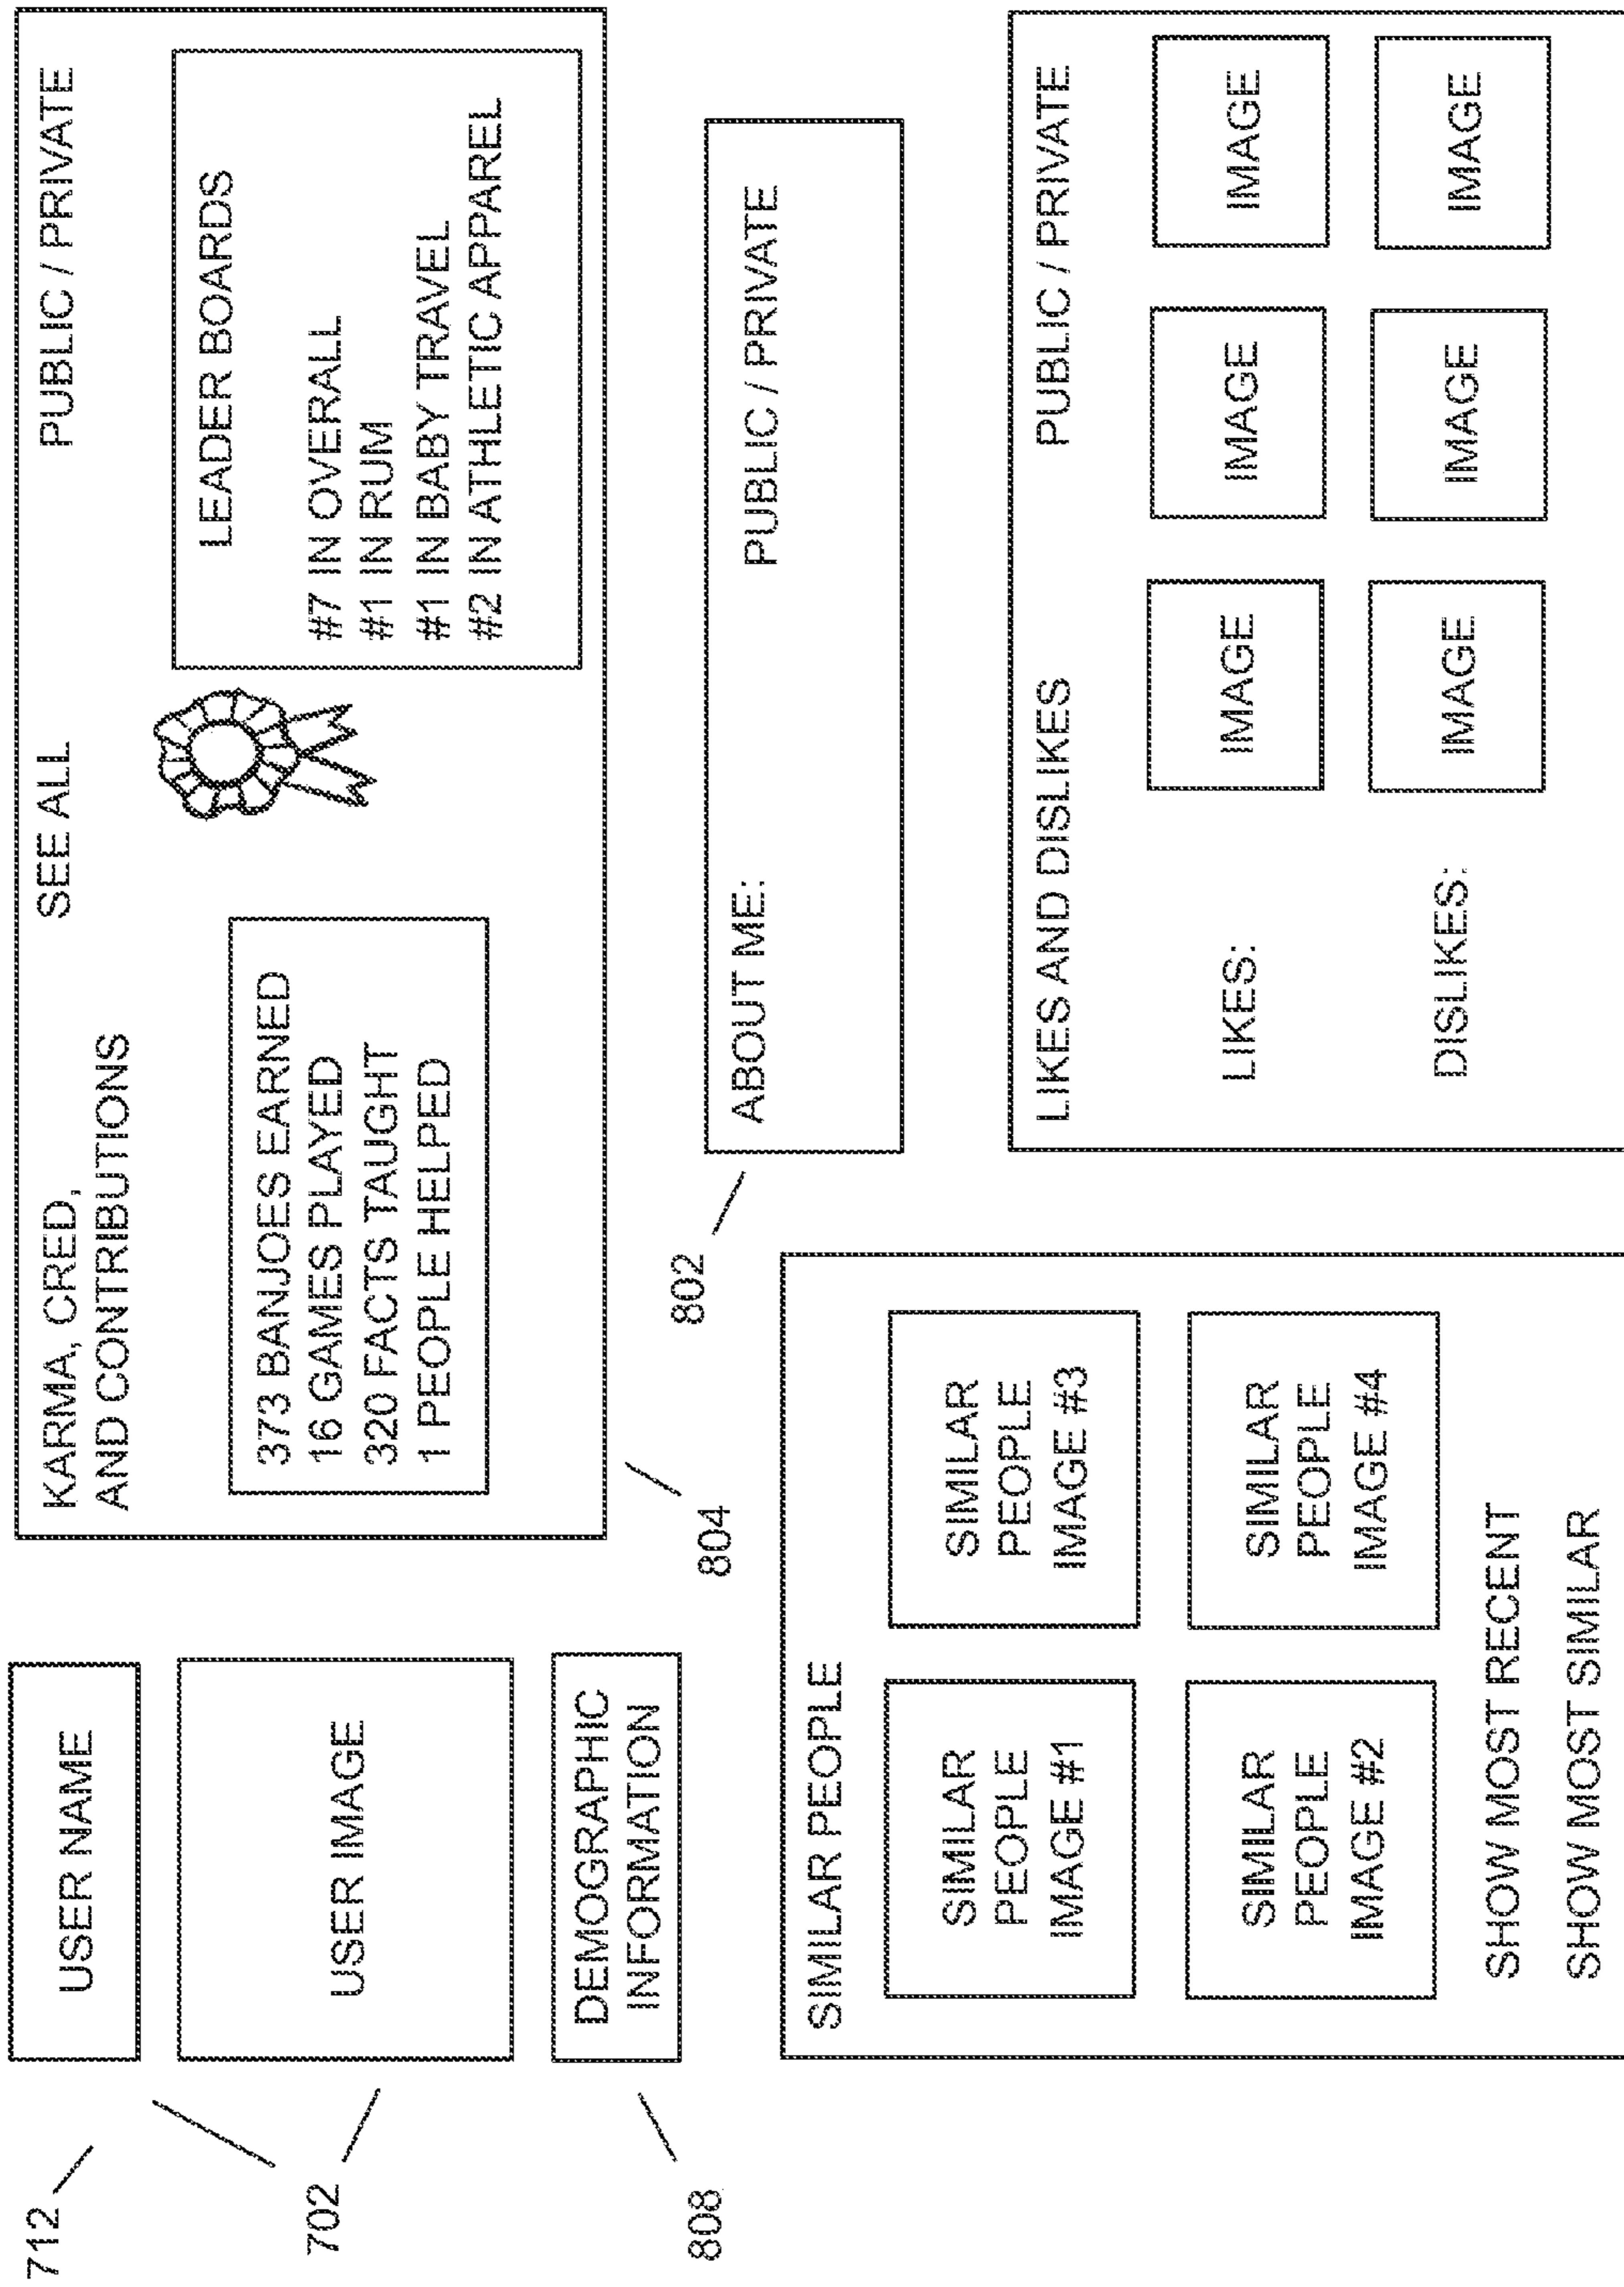 712
702
USER NAME
USER IMAGE
808
DEMOGRAPHIC
INFORMATION
KARMA, CRED,
AND CONTRIBUTIONS
SEE ALL
PUBLIC / PRIVATE
373 BANJOES EARNED
16 GAMES PLAYED
320 FACTS TAUGHT
1 PEOPLE HELPED
LEADER BOARDS
#7 IN OVERALL
#1 IN RUM
#1 IN BABY TRAVEL
#2 IN ATHLETIC APPAREL
804
802
ABOUT ME:
PUBLIC / PRIVATE
SIMILAR PEOPLE
SIMILAR
PEOPLE
IMAGE #1
SIMILAR
PEOPLE
IMAGE #3
SIMILAR
PEOPLE
IMAGE #2
SIMILAR
PEOPLE
IMAGE #4
SHOW MOST RECENT
SHOW MOST SIMILAR
LIKES AND DISLIKES
PUBLIC / PRIVATE
LIKES:
IMAGE
IMAGE
IMAGE
DISLIKES:
IMAGE
IMAGE
IMAGE